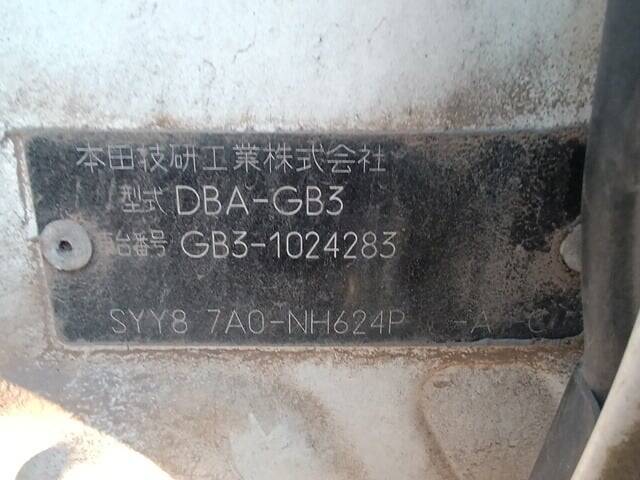 本田技研工業株式会社
型式 DBA-GB3
台番号 GB3-1024283
SYY8 7A0-NH624P -A C